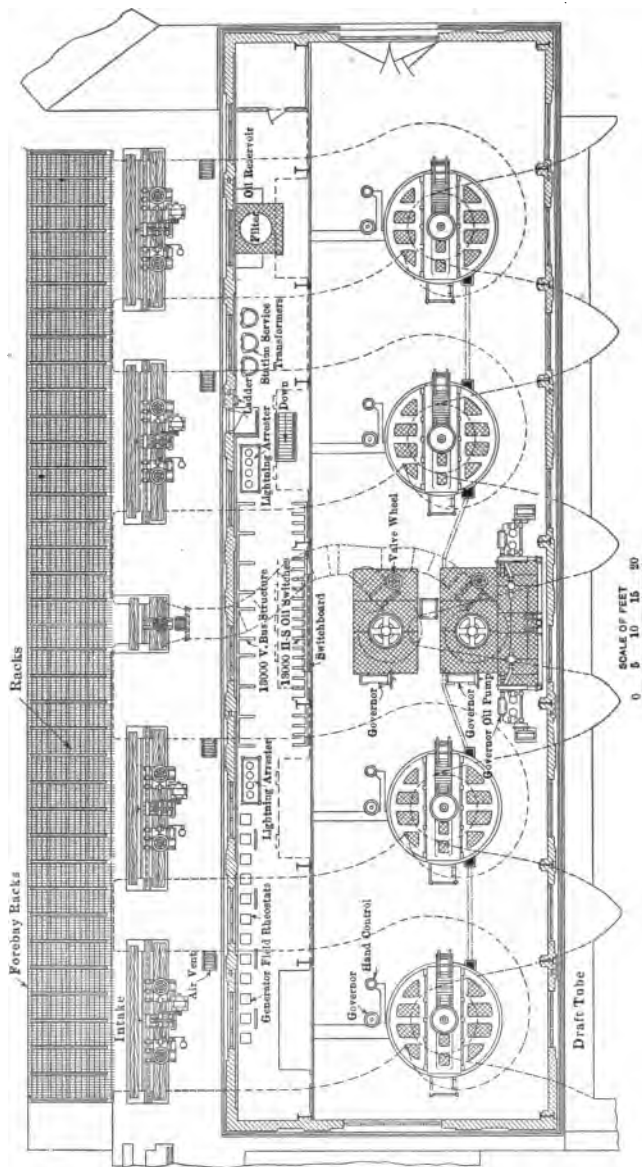 Forebay Racks
Racks
Intake
Air Vent
Oil Reservoir
Filter
Station Service
Transformers
Ladder
Down
Lightning Arrester
13000 V. Bus Structure
13000 H-S Oil Switches
Switchboard
Lightning Arrester
Generator Field Rheostats
Valve Wheel
Governor
Governor
Governor Oil Pump
Governor
Hand Control
Draft Tube
SCALE OF FEET
0 5 10 15 20